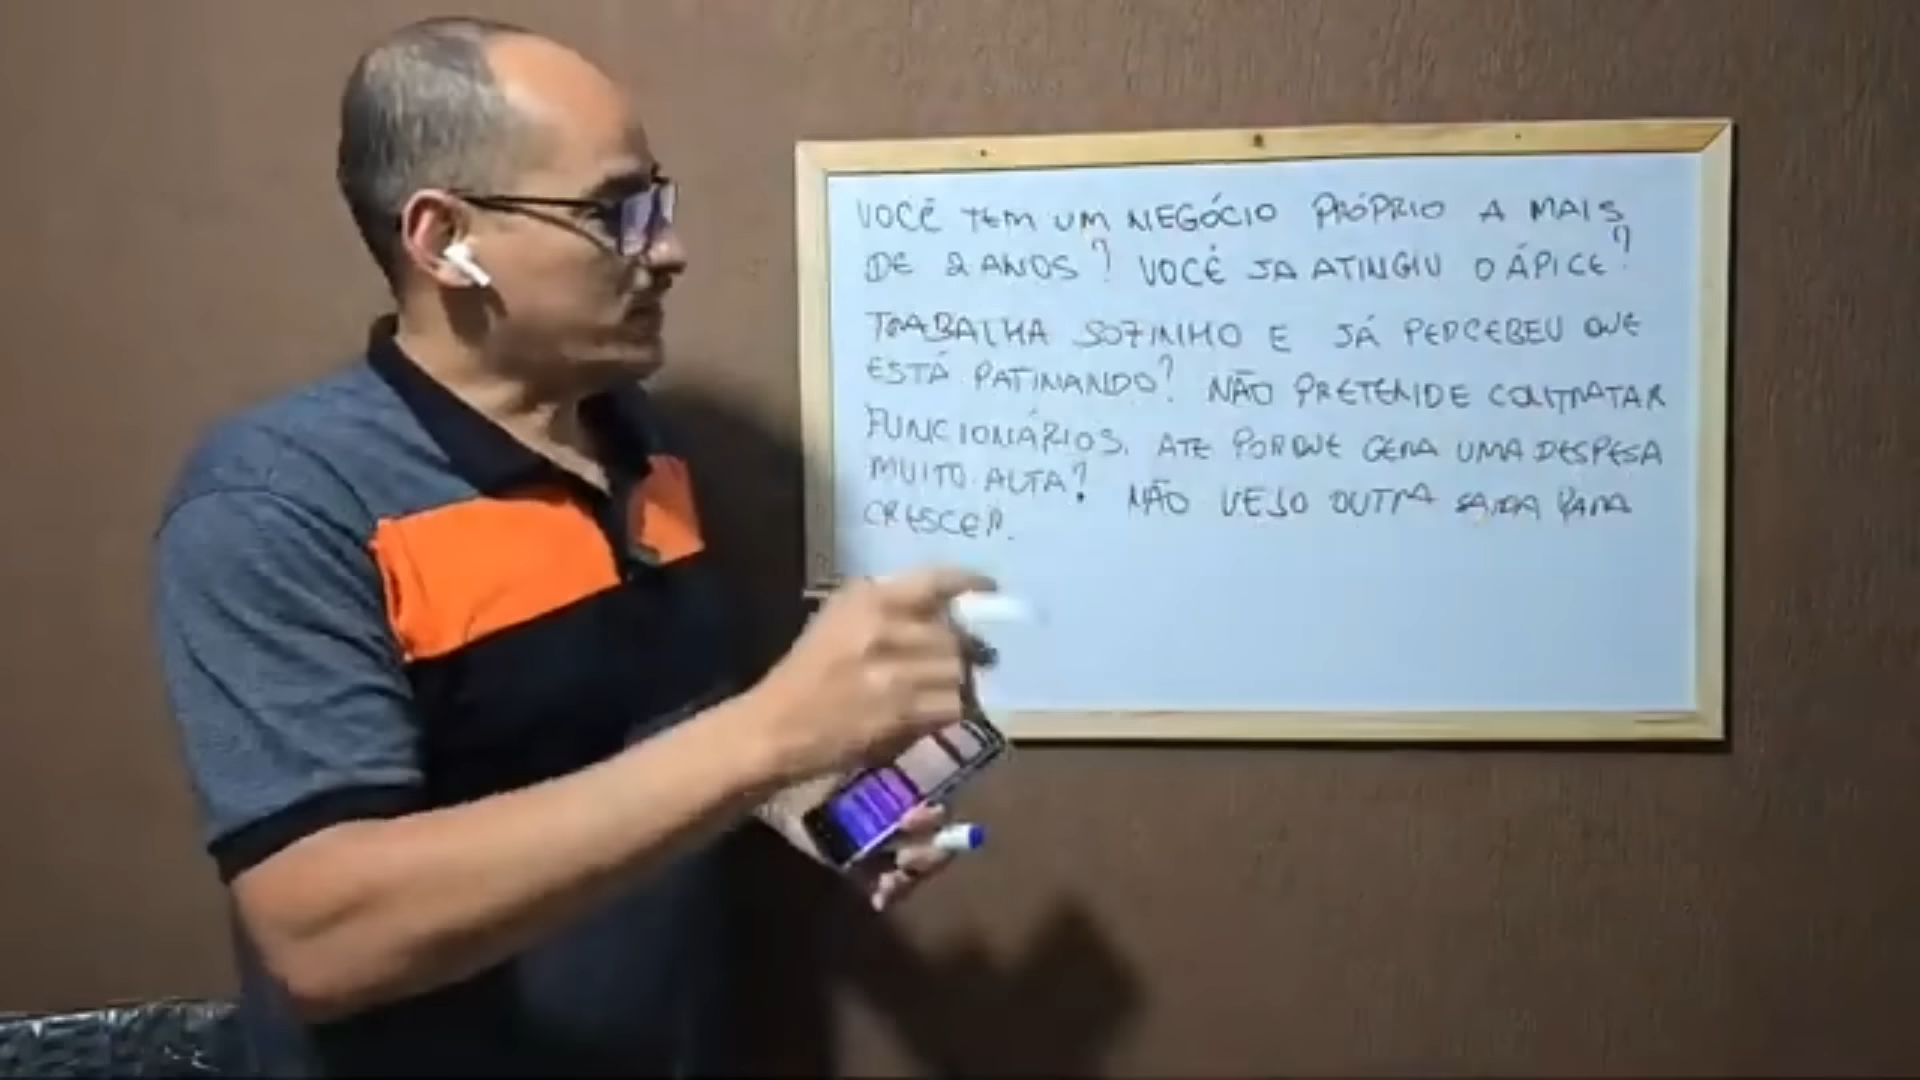 VOCÊ TEM UM NEGÓCIO PRÓPRIO A MAIS
DE 2 ANOS? VOCÊ JA ATINGIU O ÁPICE?
TRABALHA SOZINHO E JÁ PERCEBEU QUE
ESTÁ PATINANDO? NÃO PRETENDE CONTRATAR
FUNCIONÁRIOS, ATE PORQUE GERA UMA DESPESA
MUITO ALTA? NÃO VEJO OUTRA SAIDA PARA
CRESCER.